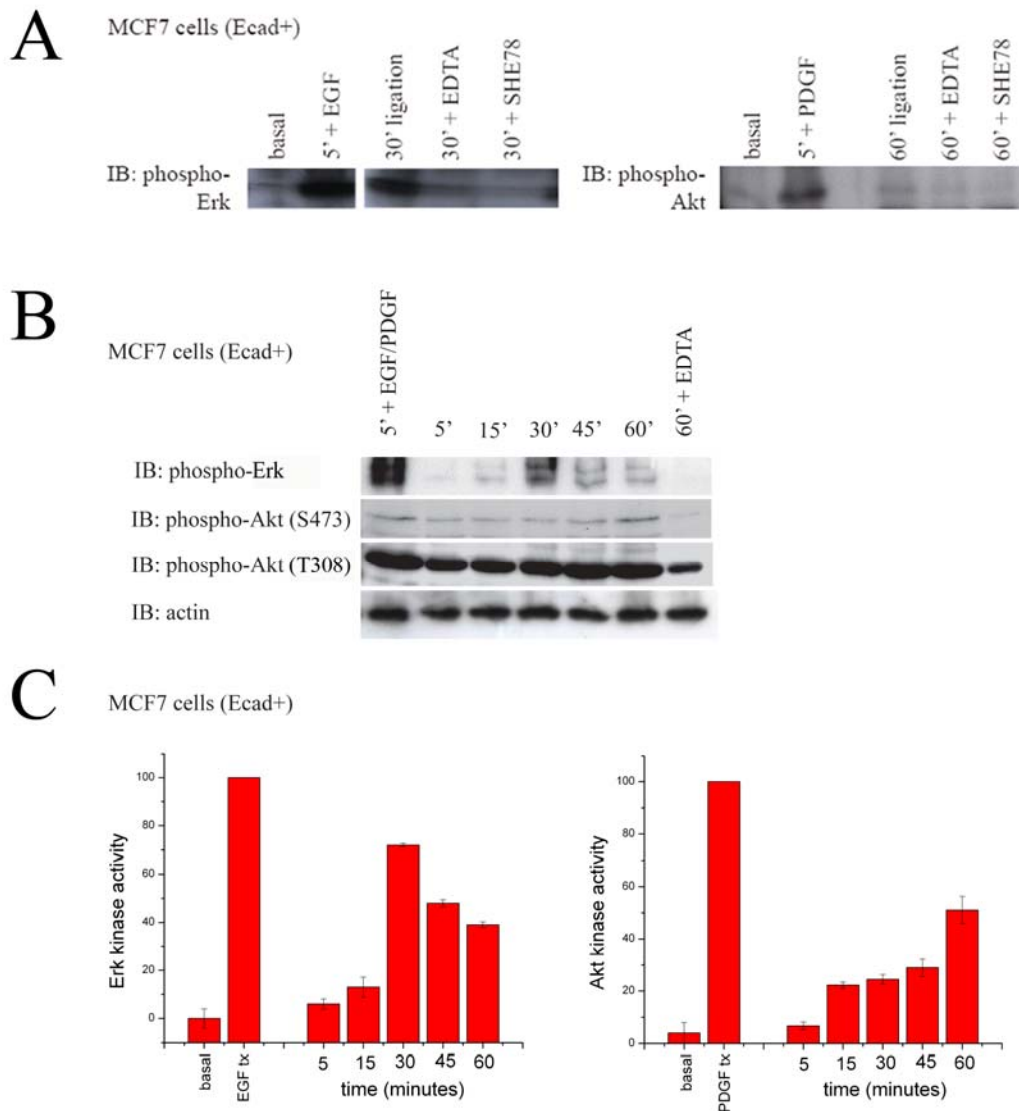 A
MCF7 cells (Ecad+)
basal
5’ + EGF
30’ ligation
30’ + EDTA
30’ + SHE78
IB: phospho-
Erk
basal
5’ + PDGF
60’ ligation
60’ + EDTA
60’ + SHE78
IB: phospho-
Akt
B
MCF7 cells (Ecad+)
5’ + EGF/PDGF
5’
15’
30’
45’
60’
60’ + EDTA
IB: phospho-Erk
IB: phospho-Akt (S473)
IB: phospho-Akt (T308)
IB: actin
C
MCF7 cells (Ecad+)
Erk kinase activity
100
80
60
40
20
0
basal
EGF tx
5
15
30
45
60
time (minutes)
Akt kinase activity
100
80
60
40
20
0
basal
PDGF tx
5
15
30
45
60
time (minutes)